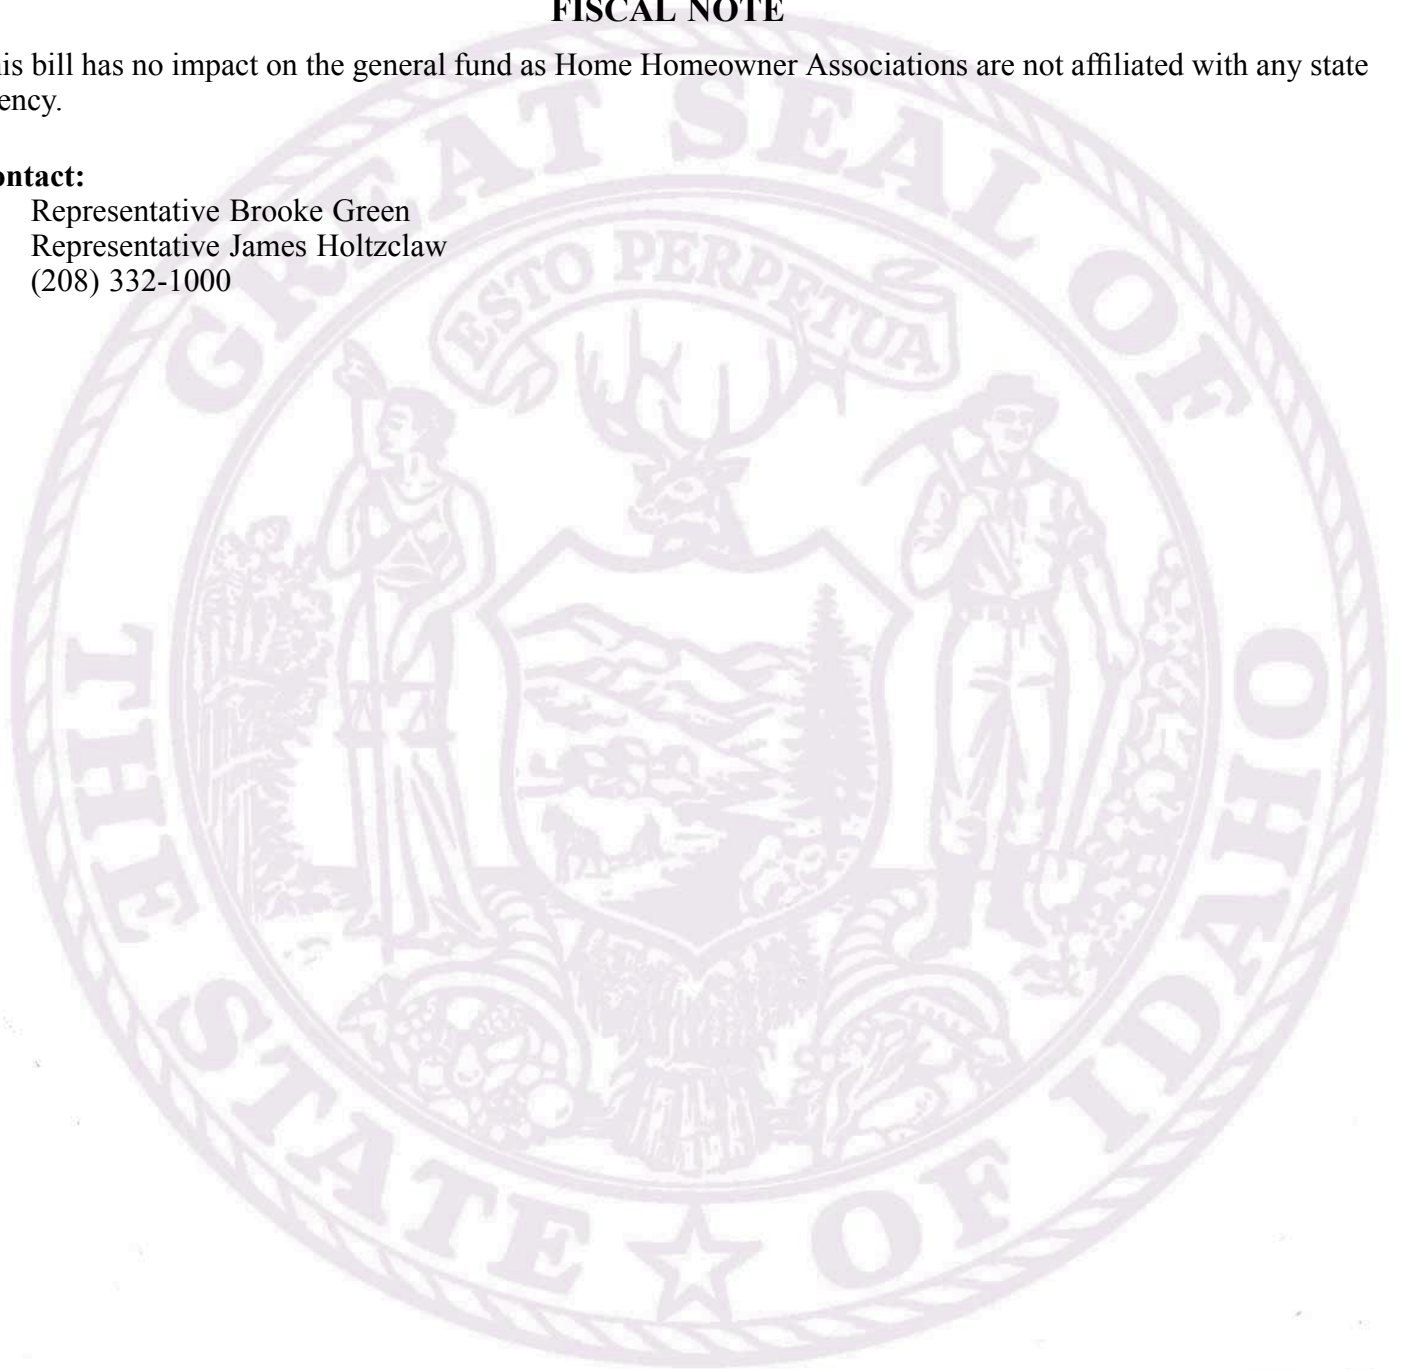 FISCAL NOTE
his bill has no impact on the general fund as Home Homeowner Associations are not affiliated with any state
ency.
ontact:
Representative Brooke Green
Representative James Holtzclaw
(208) 332-1000
GREAT SEAL OF
ESTO PERPETUA
THE STATE OF IDAHO